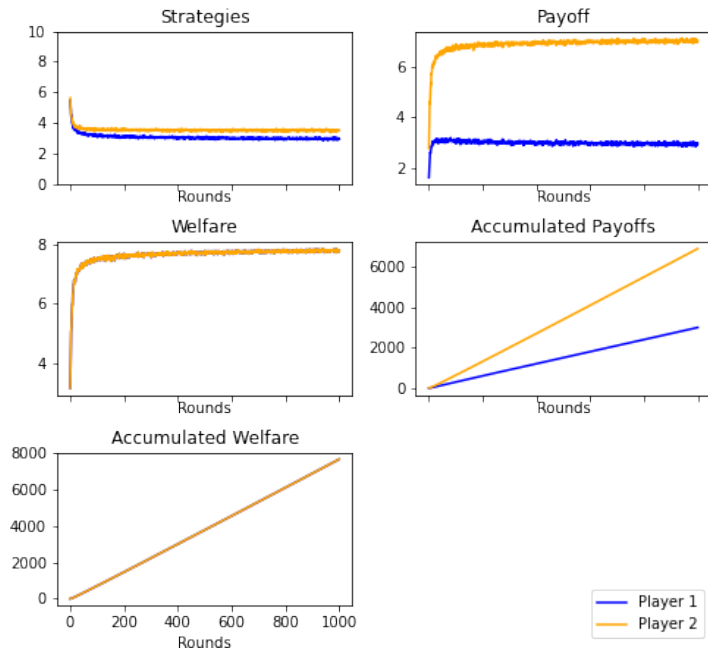 Strategies
10
8
6
4
2
0
Rounds
Payoff
6
4
2
Rounds
Welfare
8
6
4
Rounds
Accumulated Payoffs
6000
4000
2000
0
Rounds
Accumulated Welfare
8000
6000
4000
2000
0
0 200 400 600 800 1000
Rounds
Player 1
Player 2